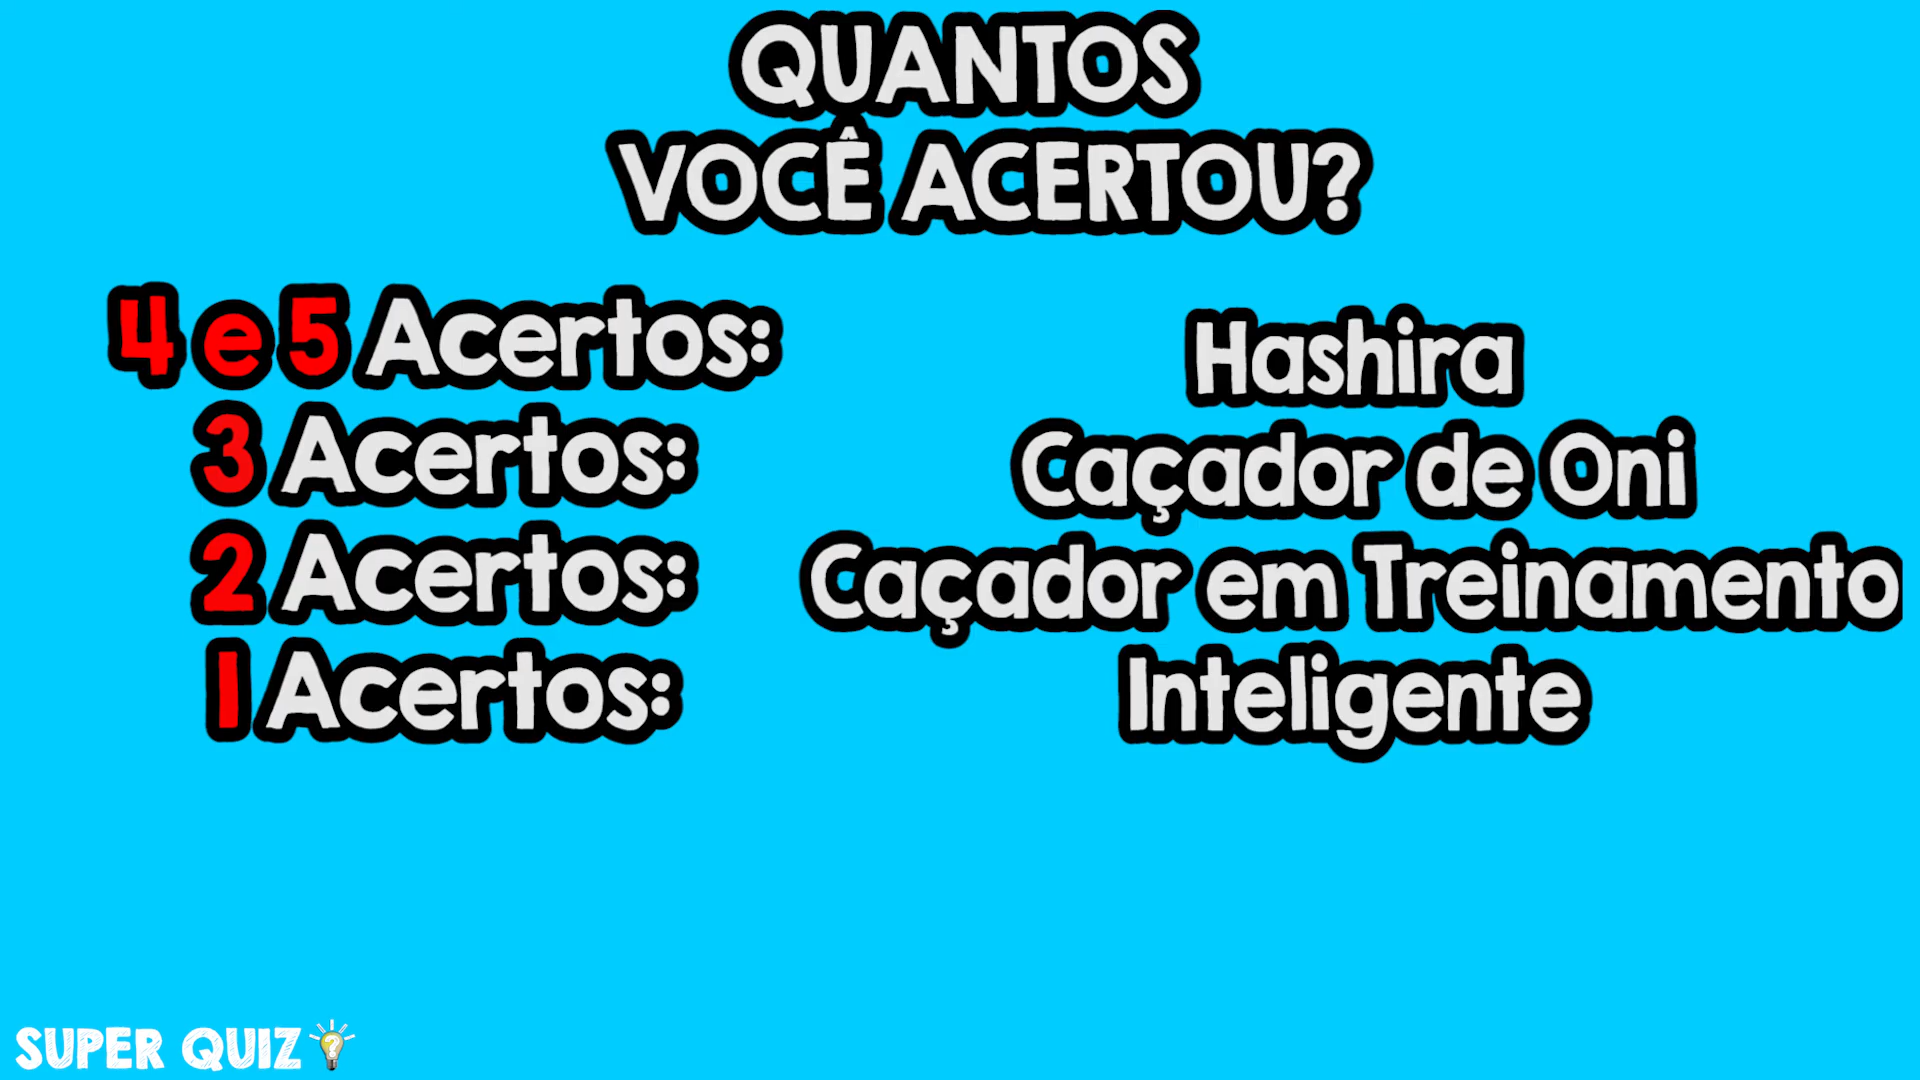 QUANTOS
VOCÊ ACERTOU?
4 e 5 Acertos: Hashira
3 Acertos: Caçador de Oni
2 Acertos: Caçador em Treinamento
1 Acertos: Inteligente
SUPER QUIZ